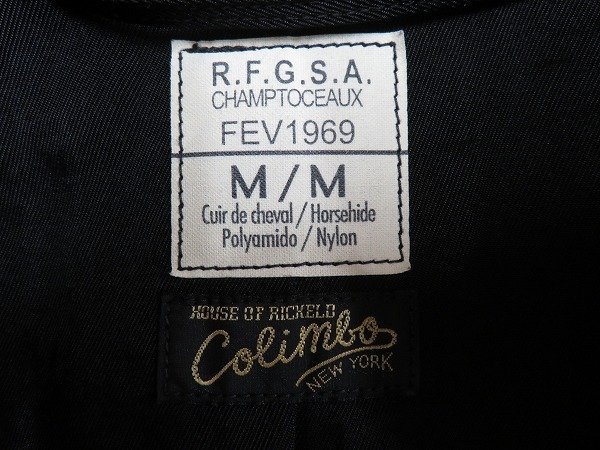 R.F.G.S.A.
CHAMPTOCEAUX
FEV1969
M/M
Cuir de cheval / Horsehide
Polyamido / Nylon
HOUSE OF RICKELD
Colimbo
NEW YORK